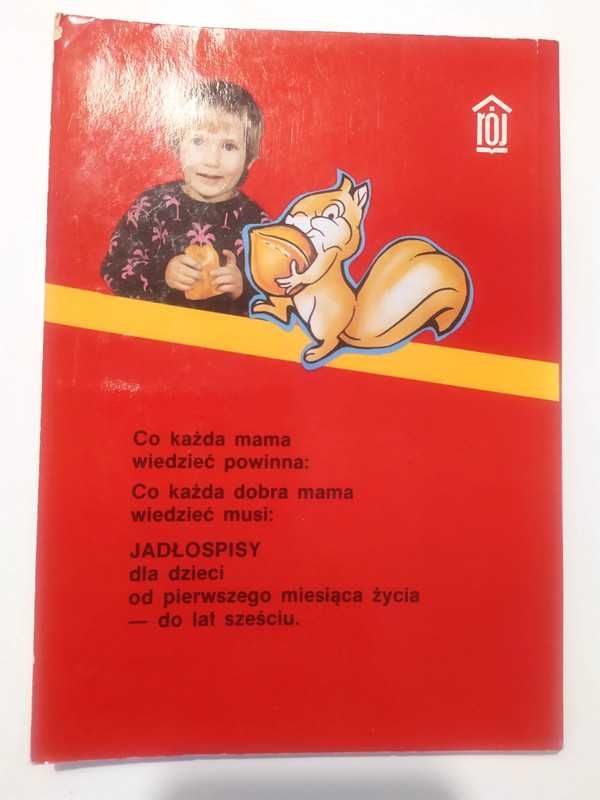 rój
Co każda mama
wiedzieć powinna:
Co każda dobra mama
wiedzieć musi:
JADŁOSPISY
dla dzieci
od pierwszego miesiąca życia
— do lat sześciu.